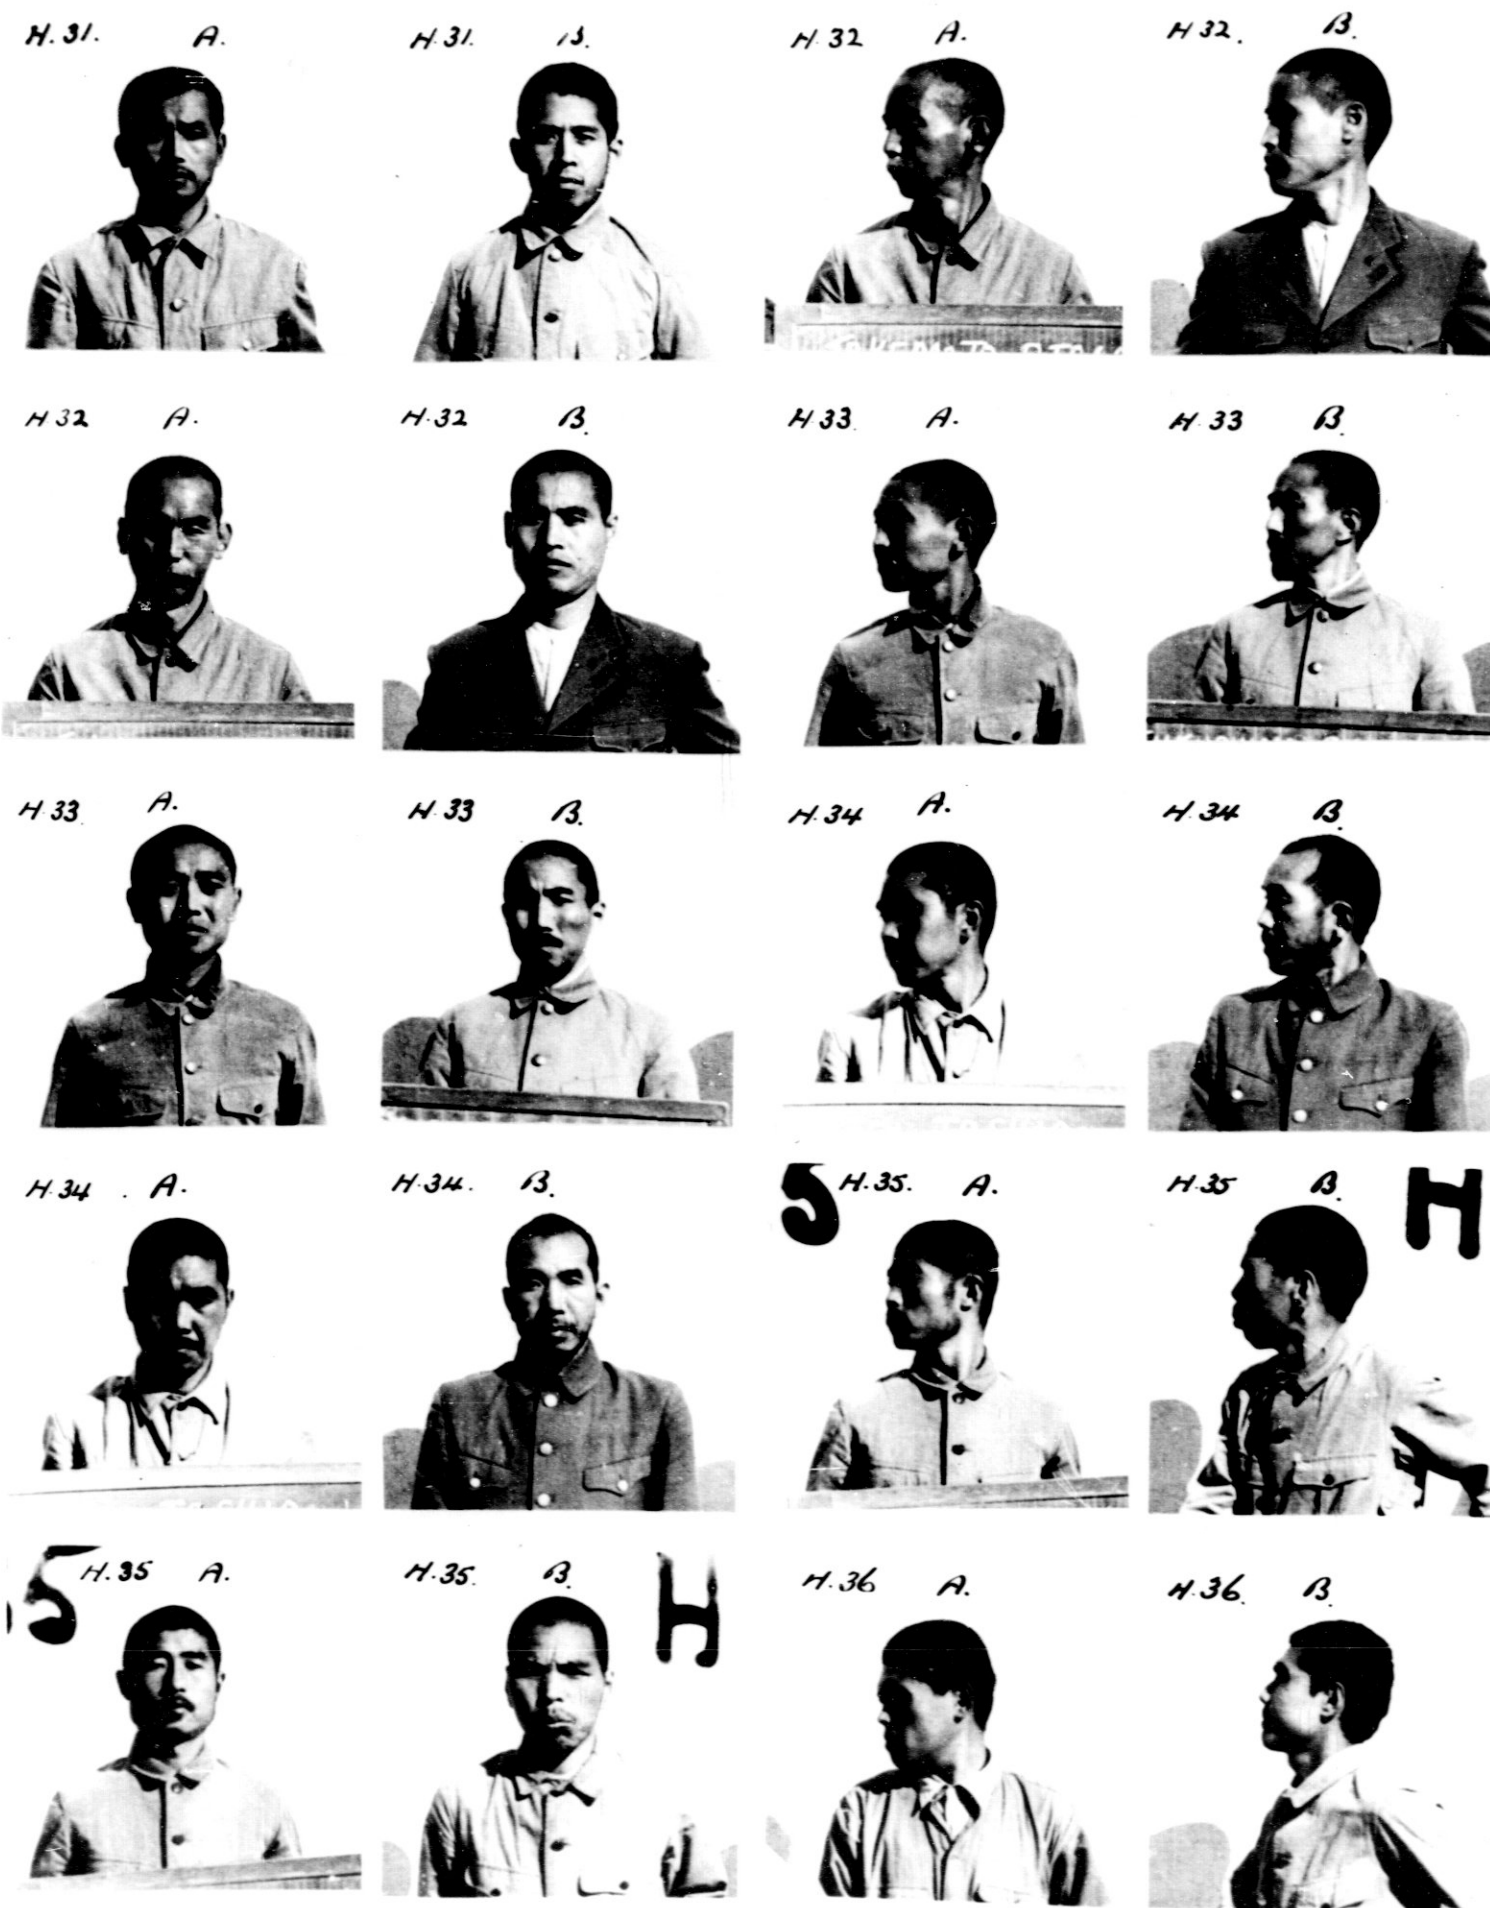 H.31. A. H.31. B. H.32 A. H.32. B.
H.32 A. H.32 B. H.33. A. H.33 B.
H.33. A. H.33 B. H.34 A. H.34 B.
H.34 A. H.34. B. 5 H.35. A. H.35 B. H
5 H.35 A. H.35. B. H H.36 A. H.36. B.